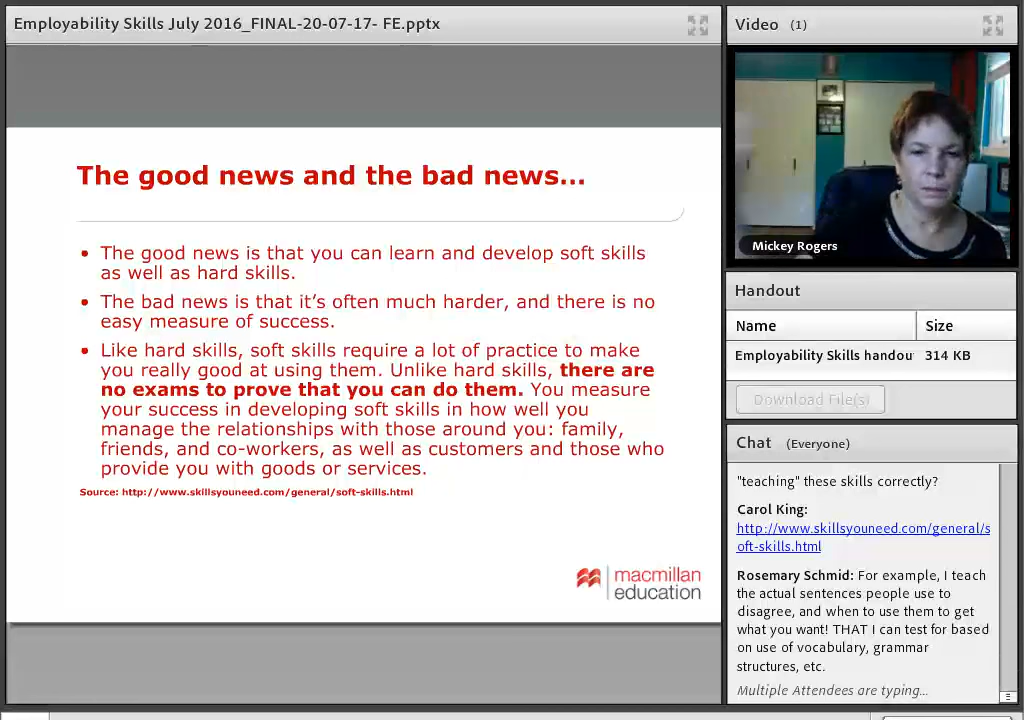 Employability Skills July 2016_FINAL-20-07-17- FE.pptx
The good news and the bad news...
• The good news is that you can learn and develop soft skills
as well as hard skills.
• The bad news is that it's often much harder, and there is no
easy measure of success.
• Like hard skills, soft skills require a lot of practice to make
you really good at using them. Unlike hard skills, there are
no exams to prove that you can do them. You measure
your success in developing soft skills in how well you
manage the relationships with those around you: family,
friends, and co-workers, as well as customers and those who
provide you with goods or services.
Source: http://www.skillsyouneed.com/general/soft-skills.html
macmillan
education
Video (1)
Mickey Rogers
Handout
Name Size
Employability Skills handou 314 KB
Download File(s)
Chat (Everyone)
"teaching" these skills correctly?
Carol King:
http://www.skillsyouneed.com/general/s
oft-skills.html
Rosemary Schmid: For example, I teach
the actual sentences people use to
disagree, and when to use them to get
what you want! THAT I can test for based
on use of vocabulary, grammar
structures, etc.
Multiple Attendees are typing...